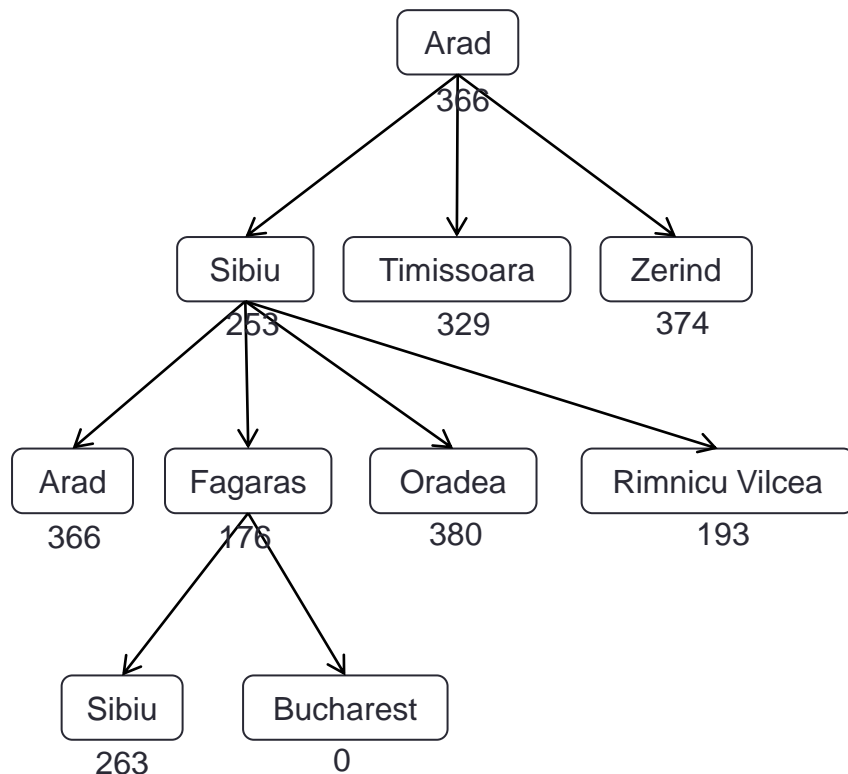 Arad
366
Sibiu
Timissoara
Zerind
253
329
374
Arad
Fagaras
Oradea
Rimnicu Vilcea
366
176
380
193
Sibiu
Bucharest
263
0